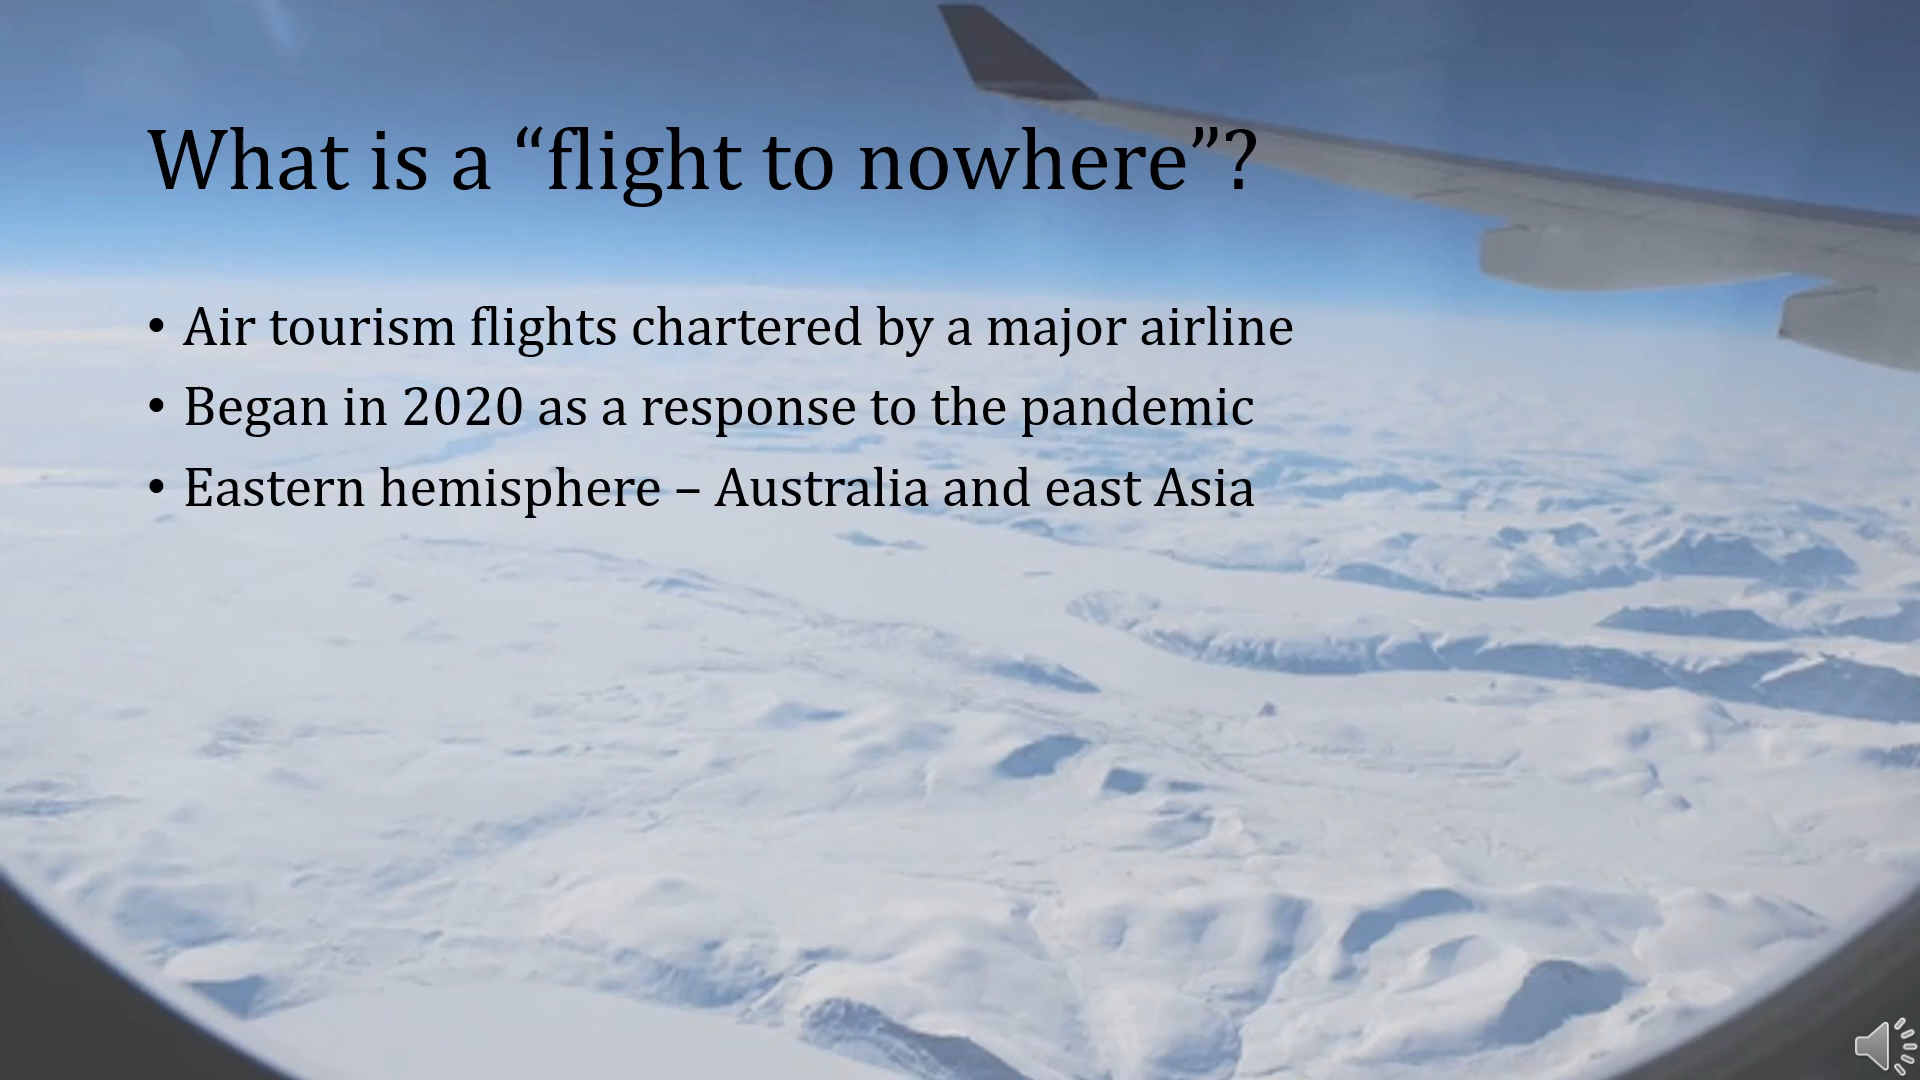 What is a “flight to nowhere”?
• Air tourism flights chartered by a major airline
• Began in 2020 as a response to the pandemic
• Eastern hemisphere – Australia and east Asia